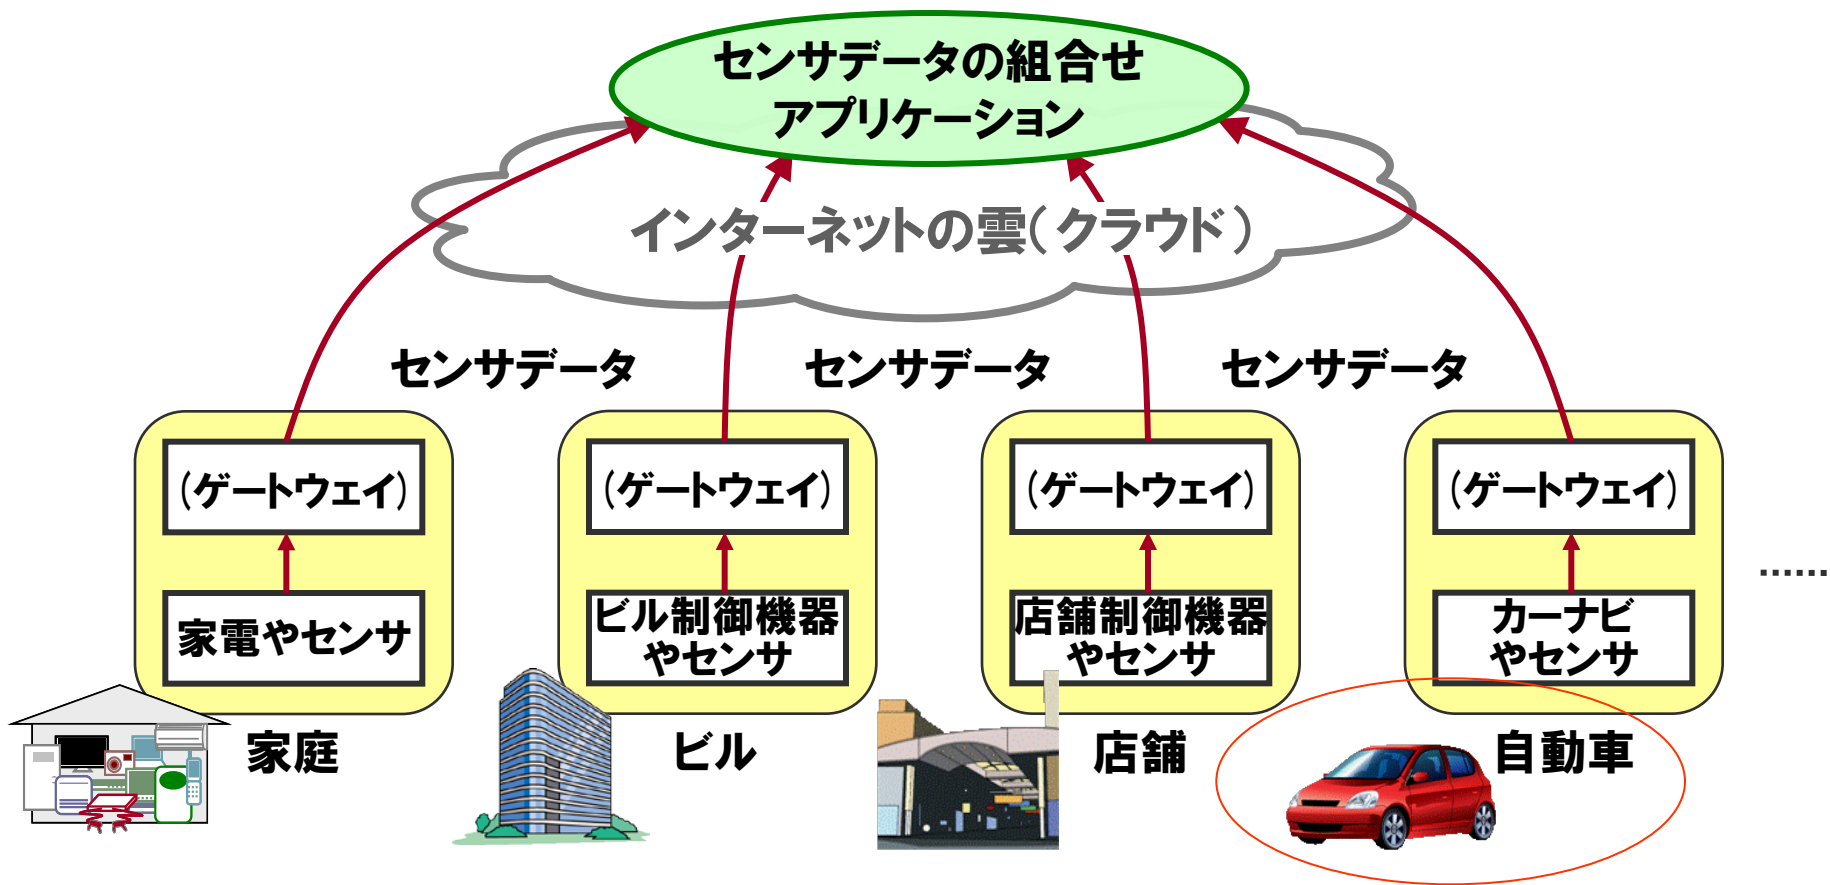 センサデータの組合せ
アプリケーション
インターネットの雲(クラウド)
センサデータ
センサデータ
センサデータ
(ゲートウェイ)
(ゲートウェイ)
(ゲートウェイ)
(ゲートウェイ)
家電やセンサ
ビル制御機器
やセンサ
店舗制御機器
やセンサ
カーナビ
やセンサ
……
家庭
ビル
店舗
自動車